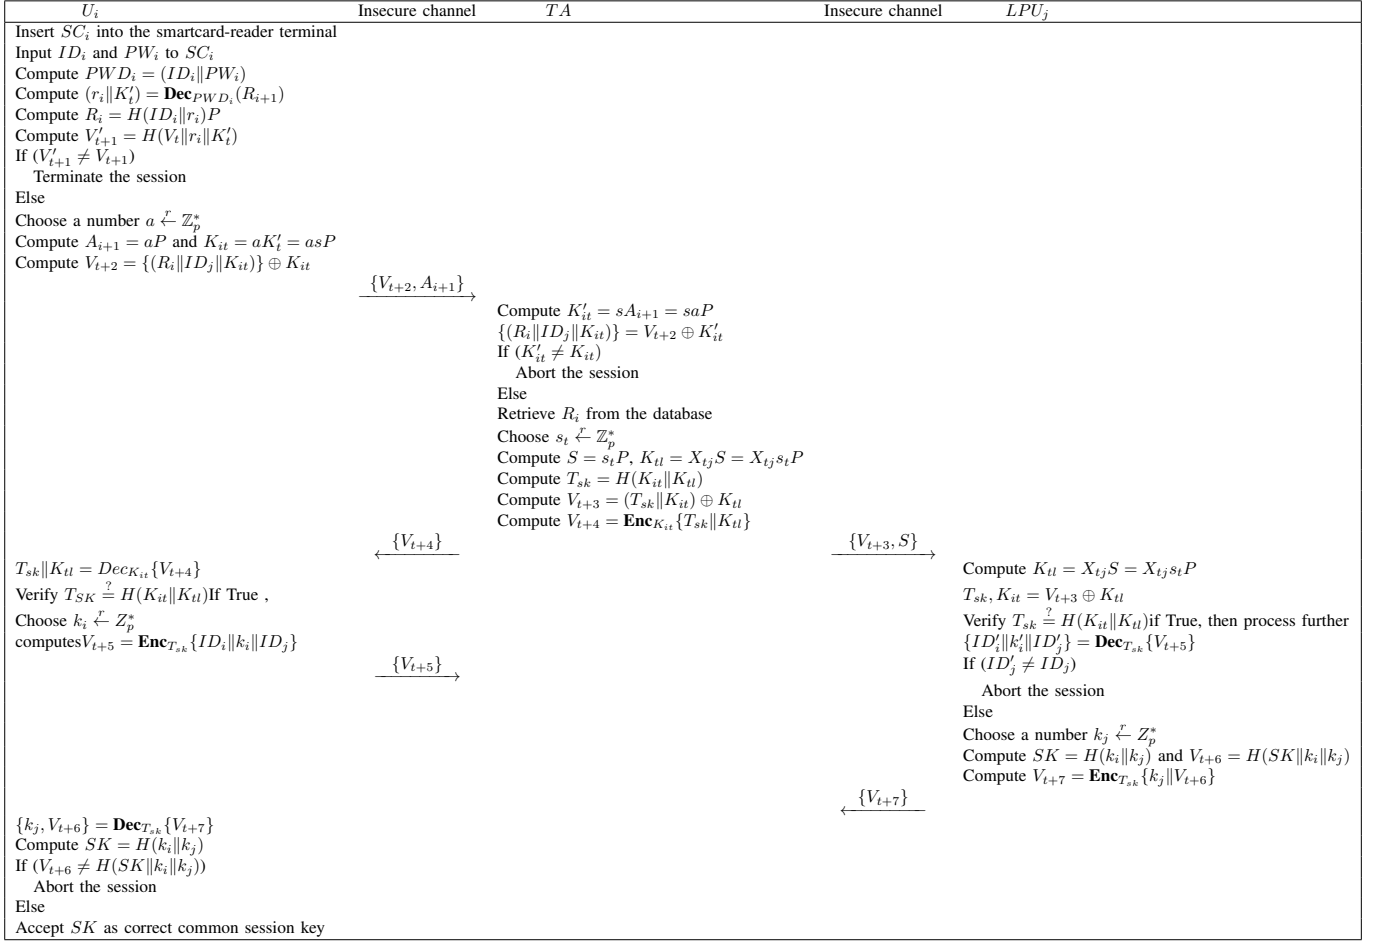 U_i Insecure channel TA Insecure channel LPU_j
Insert SC_i into the smartcard-reader terminal
Input ID_i and PW_i to SC_i
Compute PWD_i = (ID_i‖PW_i)
Compute (r_i‖K′_t) = Dec_{PWD_i}(R_{i+1})
Compute R_i = H(ID_i‖r_i)P
Compute V′_{t+1} = H(V_t‖r_i‖K′_t)
If (V′_{t+1} ≠ V_{t+1})
Terminate the session
Else
Choose a number a ←^r ℤ*_p
Compute A_{i+1} = aP and K_{it} = aK′_t = asP
Compute V_{t+2} = {(R_i‖ID_j‖K_{it})} ⊕ K_{it}
{V_{t+2}, A_{i+1}}
Compute K′_{it} = sA_{i+1} = saP
{(R_i‖ID_j‖K_{it})} = V_{t+2} ⊕ K′_{it}
If (K′_{it} ≠ K_{it})
Abort the session
Else
Retrieve R_i from the database
Choose s_t ←^r ℤ*_p
Compute S = s_tP, K_{tl} = X_{tj}S = X_{tj}s_tP
Compute T_{sk} = H(K_{it}‖K_{tl})
Compute V_{t+3} = (T_{sk}‖K_{it}) ⊕ K_{tl}
Compute V_{t+4} = Enc_{K_{it}}{T_{sk}‖K_{tl}}
{V_{t+4}} {V_{t+3}, S}
T_{sk}‖K_{tl} = Dec_{K_{it}}{V_{t+4}} Compute K_{tl} = X_{tj}S = X_{tj}s_tP
Verify T_{SK} =^? H(K_{it}‖K_{tl})If True , T_{sk}, K_{it} = V_{t+3} ⊕ K_{tl}
Choose k_i ←^r Z*_p Verify T_{sk} =^? H(K_{it}‖K_{tl})if True, then process further
computesV_{t+5} = Enc_{T_{sk}}{ID_i‖k_i‖ID_j} {ID′_i‖k′_i‖ID′_j} = Dec_{T_{sk}}{V_{t+5}}
{V_{t+5}} If (ID′_j ≠ ID_j)
Abort the session
Else
Choose a number k_j ←^r Z*_p
Compute SK = H(k_i‖k_j) and V_{t+6} = H(SK‖k_i‖k_j)
Compute V_{t+7} = Enc_{T_{sk}}{k_j‖V_{t+6}}
{V_{t+7}}
{k_j, V_{t+6}} = Dec_{T_{sk}}{V_{t+7}}
Compute SK = H(k_i‖k_j)
If (V_{t+6} ≠ H(SK‖k_i‖k_j))
Abort the session
Else
Accept SK as correct common session key